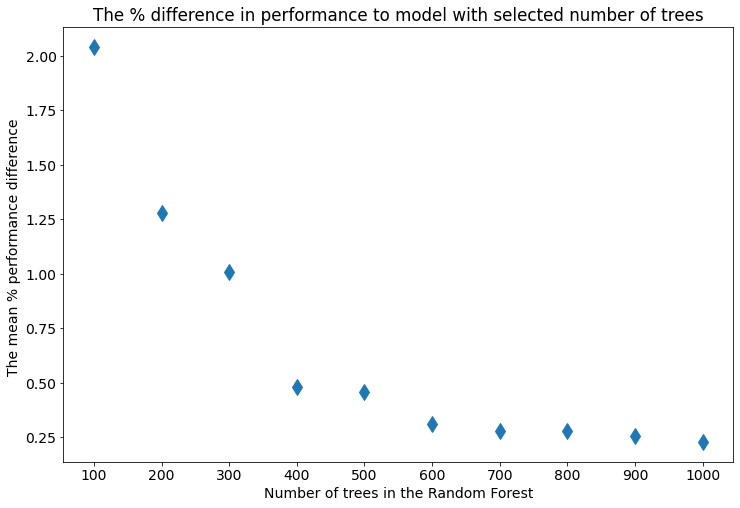 The % difference in performance to model with selected number of trees
The mean % performance difference
2.00
1.75
1.50
1.25
1.00
0.75
0.50
0.25
100 200 300 400 500 600 700 800 900 1000
Number of trees in the Random Forest